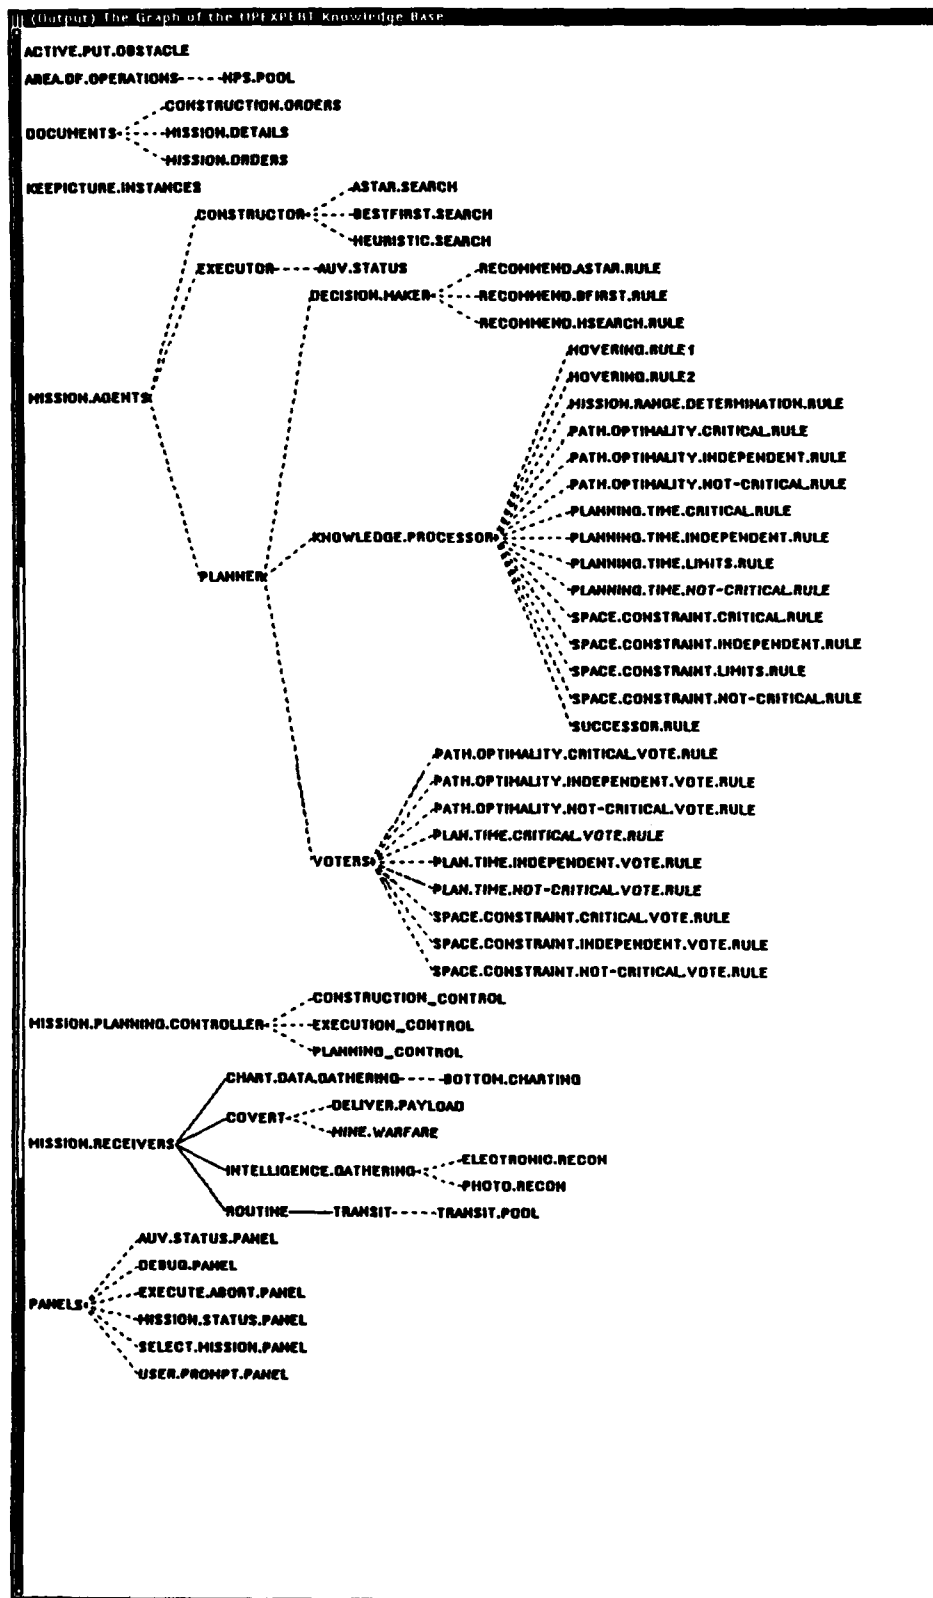 (Output) The Graph of the MPEXPERT Knowledge Base
ACTIVE.PUT.OBSTACLE
AREA.OF.OPERATIONS NPS.POOL
CONSTRUCTION.ORDERS
DOCUMENTS MISSION.DETAILS
MISSION.ORDERS
KEEPICTURE.INSTANCES ASTAR.SEARCH
CONSTRUCTOR BESTFIRST.SEARCH
HEURISTIC.SEARCH
EXECUTOR AUV.STATUS RECOMMEND.ASTAR.RULE
DECISION.MAKER RECOMMEND.BFIRST.RULE
RECOMMEND.HSEARCH.RULE
HOVERING.RULE1
HOVERING.RULE2
MISSION.AGENTS MISSION.RANGE.DETERMINATION.RULE
PATH.OPTIMALITY.CRITICAL.RULE
PATH.OPTIMALITY.INDEPENDENT.RULE
PATH.OPTIMALITY.NOT-CRITICAL.RULE
PLANNING.TIME.CRITICAL.RULE
KNOWLEDGE.PROCESSOR PLANNING.TIME.INDEPENDENT.RULE
PLANNING.TIME.LIMITS.RULE
PLANNER PLANNING.TIME.NOT-CRITICAL.RULE
SPACE.CONSTRAINT.CRITICAL.RULE
SPACE.CONSTRAINT.INDEPENDENT.RULE
SPACE.CONSTRAINT.LIMITS.RULE
SPACE.CONSTRAINT.NOT-CRITICAL.RULE
SUCCESSOR.RULE
PATH.OPTIMALITY.CRITICAL.VOTE.RULE
PATH.OPTIMALITY.INDEPENDENT.VOTE.RULE
PATH.OPTIMALITY.NOT-CRITICAL.VOTE.RULE
PLAN.TIME.CRITICAL.VOTE.RULE
VOTERS PLAN.TIME.INDEPENDENT.VOTE.RULE
PLAN.TIME.NOT-CRITICAL.VOTE.RULE
SPACE.CONSTRAINT.CRITICAL.VOTE.RULE
SPACE.CONSTRAINT.INDEPENDENT.VOTE.RULE
SPACE.CONSTRAINT.NOT-CRITICAL.VOTE.RULE
CONSTRUCTION_CONTROL
MISSION.PLANNING.CONTROLLER EXECUTION_CONTROL
PLANNING_CONTROL
CHART.DATA.GATHERING BOTTOM.CHARTING
DELIVER.PAYLOAD
COVERT
MINE.WARFARE
MISSION.RECEIVERS
ELECTRONIC.RECON
INTELLIGENCE.GATHERING
PHOTO.RECON
ROUTINE TRANSIT TRANSIT.POOL
AUV.STATUS.PANEL
DEBUG.PANEL
EXECUTE.ABORT.PANEL
PANELS
MISSION.STATUS.PANEL
SELECT.MISSION.PANEL
USER.PROMPT.PANEL